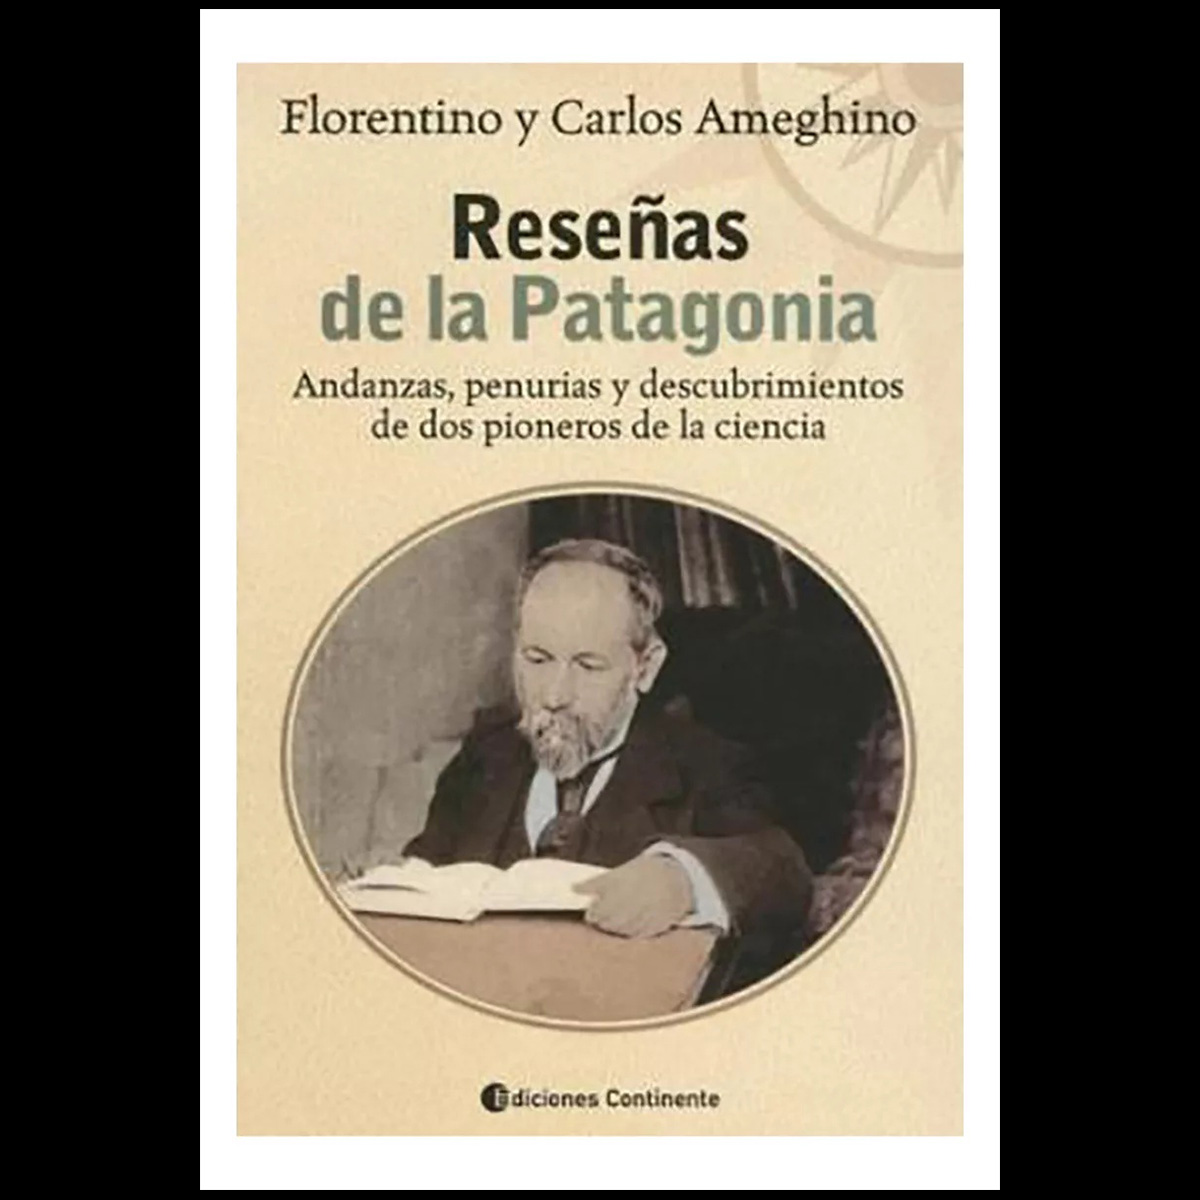 Florentino y Carlos Ameghino
Reseñas
de la Patagonia
Andanzas, penurias y descubrimientos
de dos pioneros de la ciencia
Ediciones Continente